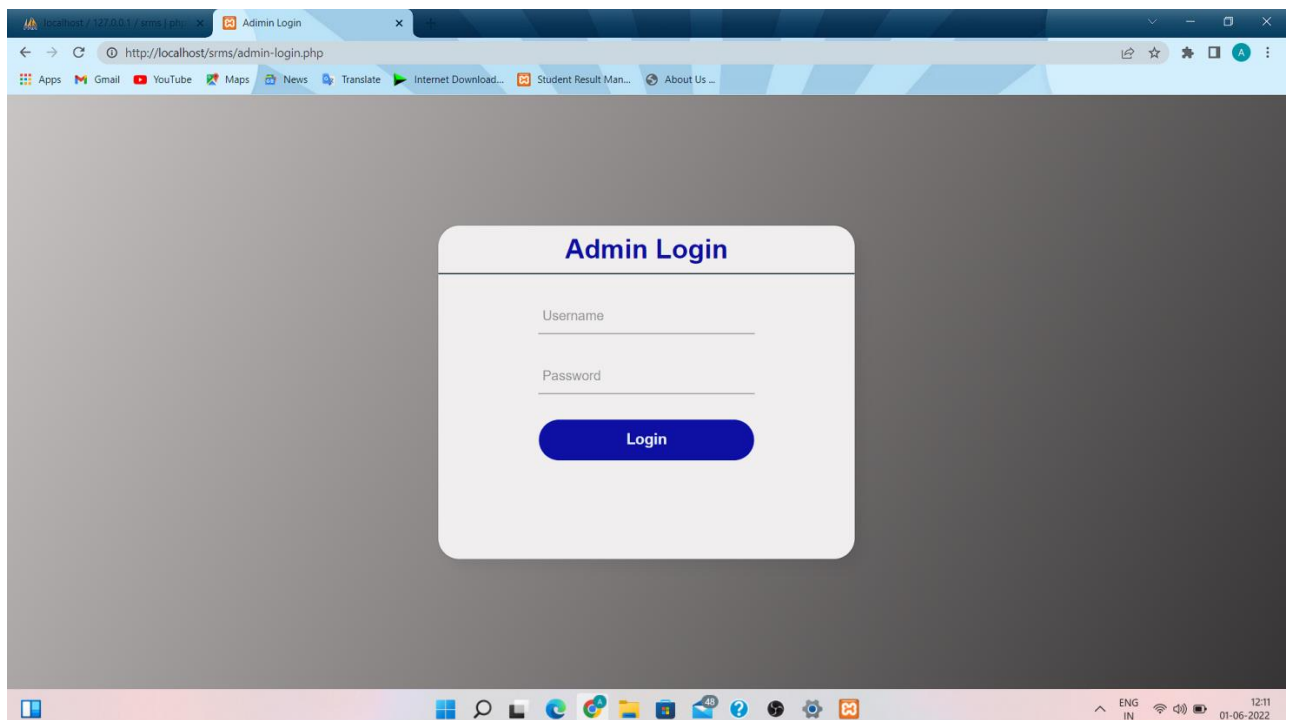 localhost / 127.0.0.1 / srms | ph
Adimin Login
http://localhost/srms/admin-login.php
A
Apps Gmail YouTube Maps News Translate Internet Download... Student Result Man... About Us ...
Admin Login
Username
Password
Login
48
ENG
IN
12:11
01-06-2022